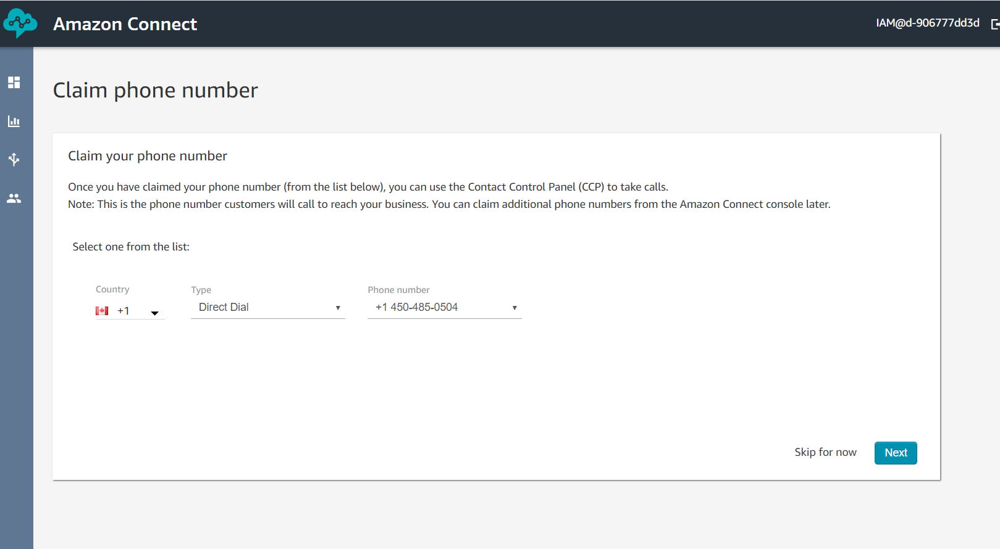 Amazon Connect
IAM@d-906777dd3d
Claim phone number
Claim your phone number
Once you have claimed your phone number (from the list below), you can use the Contact Control Panel (CCP) to take calls.
Note: This is the phone number customers will call to reach your business. You can claim additional phone numbers from the Amazon Connect console later.
Select one from the list:
Country
Type
Phone number
+1
Direct Dial
+1 450-485-0504
Skip for now
Next